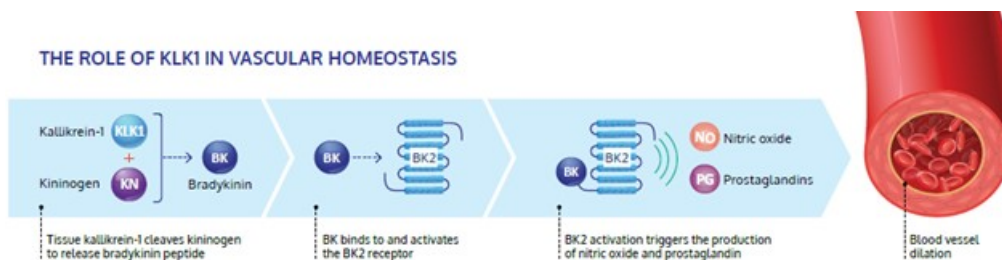 THE ROLE OF KLK1 IN VASCULAR HOMEOSTASIS
Kallikrein-1
KLK1
+
Kininogen
KN
BK
Bradykinin
BK
BK2
BK
BK2
NO
Nitric oxide
PG
Prostaglandins
Tissue kallikrein-1 cleaves kininogen
to release bradykinin peptide
BK binds to and activates
the BK2 receptor
BK2 activation triggers the production
of nitric oxide and prostaglandin
Blood vessel
dilation